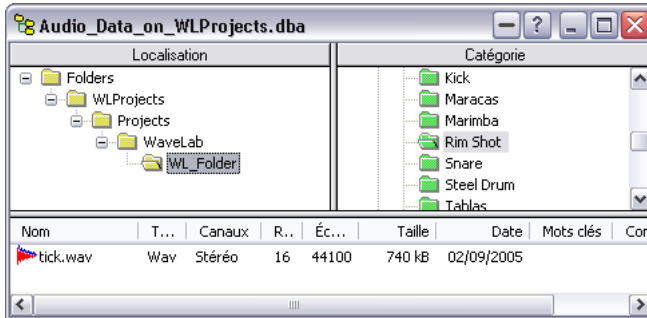 Audio_Data_on_WLProjects.dba
Localisation
Catégorie
Folders
WLProjects
Projects
WaveLab
WL_Folder
Kick
Maracas
Marimba
Rim Shot
Snare
Steel Drum
Tablas
Nom T... Canaux R... Éc... Taille Date Mots clés Cor
tick.wav Wav Stéréo 16 44100 740 kB 02/09/2005